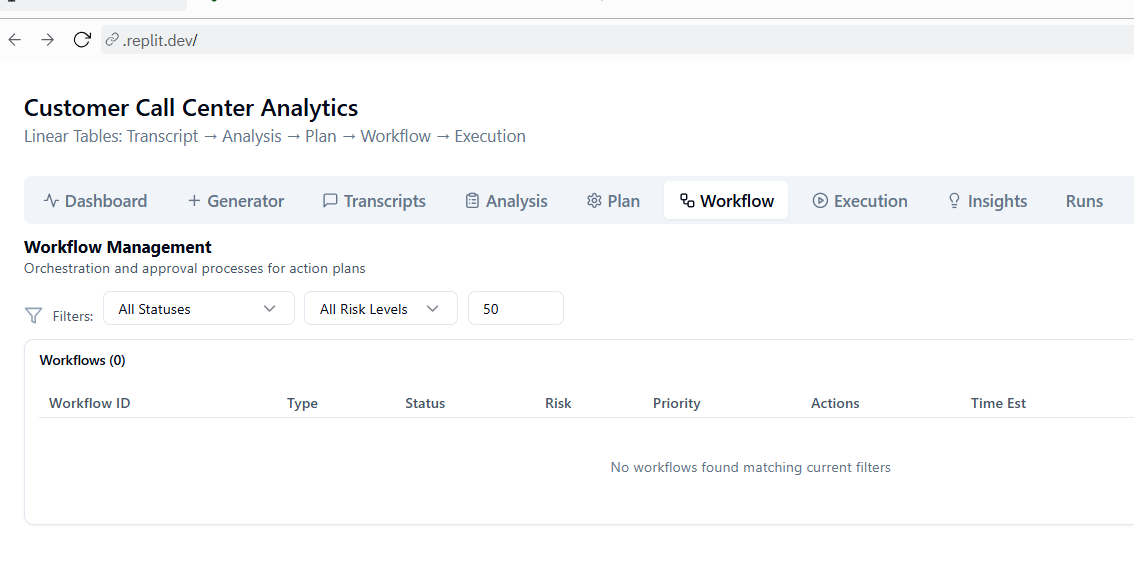 .replit.dev/
Customer Call Center Analytics
Linear Tables: Transcript → Analysis → Plan → Workflow → Execution
Dashboard Generator Transcripts Analysis Plan Workflow Execution Insights Runs
Workflow Management
Orchestration and approval processes for action plans
Filters: All Statuses All Risk Levels 50
Workflows (0)
Workflow ID Type Status Risk Priority Actions Time Est
No workflows found matching current filters